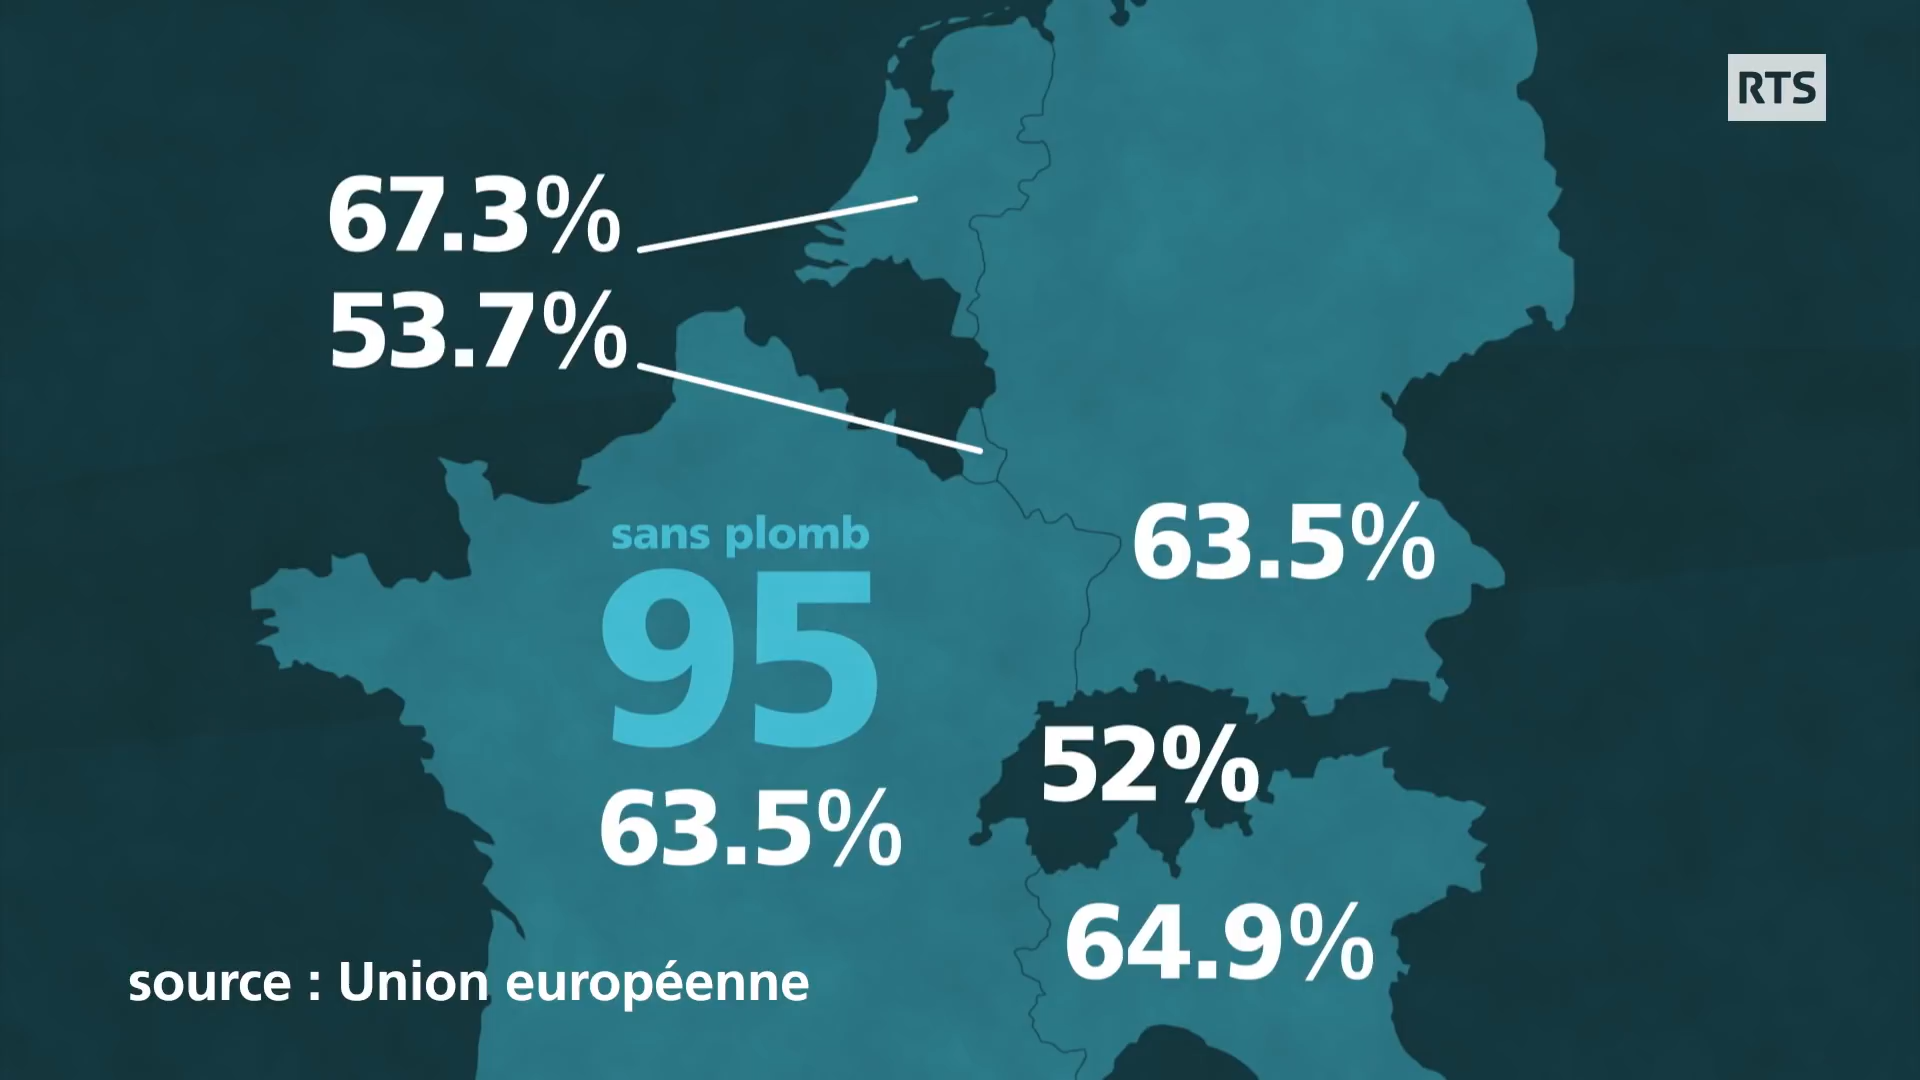 RTS
67.3%
53.7%
sans plomb
95
63.5%
63.5%
52%
64.9%
source : Union européenne